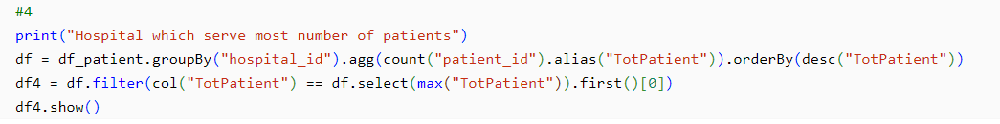 #4
print("Hospital which serve most number of patients")
df = df_patient.groupBy("hospital_id").agg(count("patient_id").alias("TotPatient")).orderBy(desc("TotPatient"))
df4 = df.filter(col("TotPatient") == df.select(max("TotPatient")).first()[0])
df4.show()